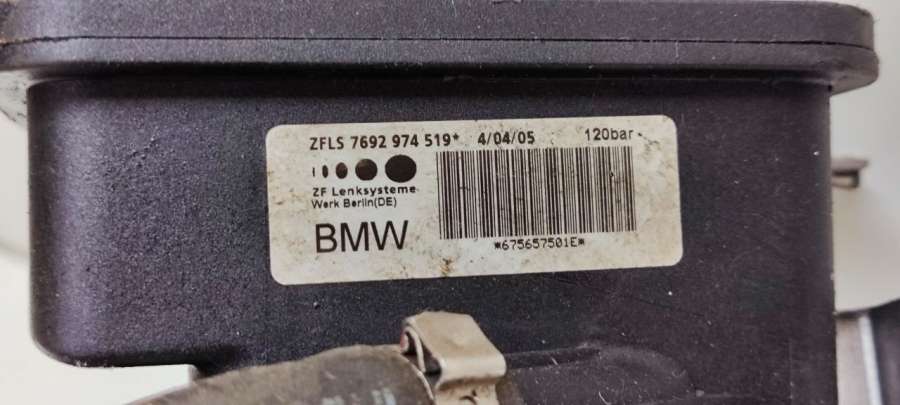 ZFLS 7692 974 519* 4/04/05 120bar
ZF Lenksysteme
Werk Berlin(DE)
BMW
*675657501E*